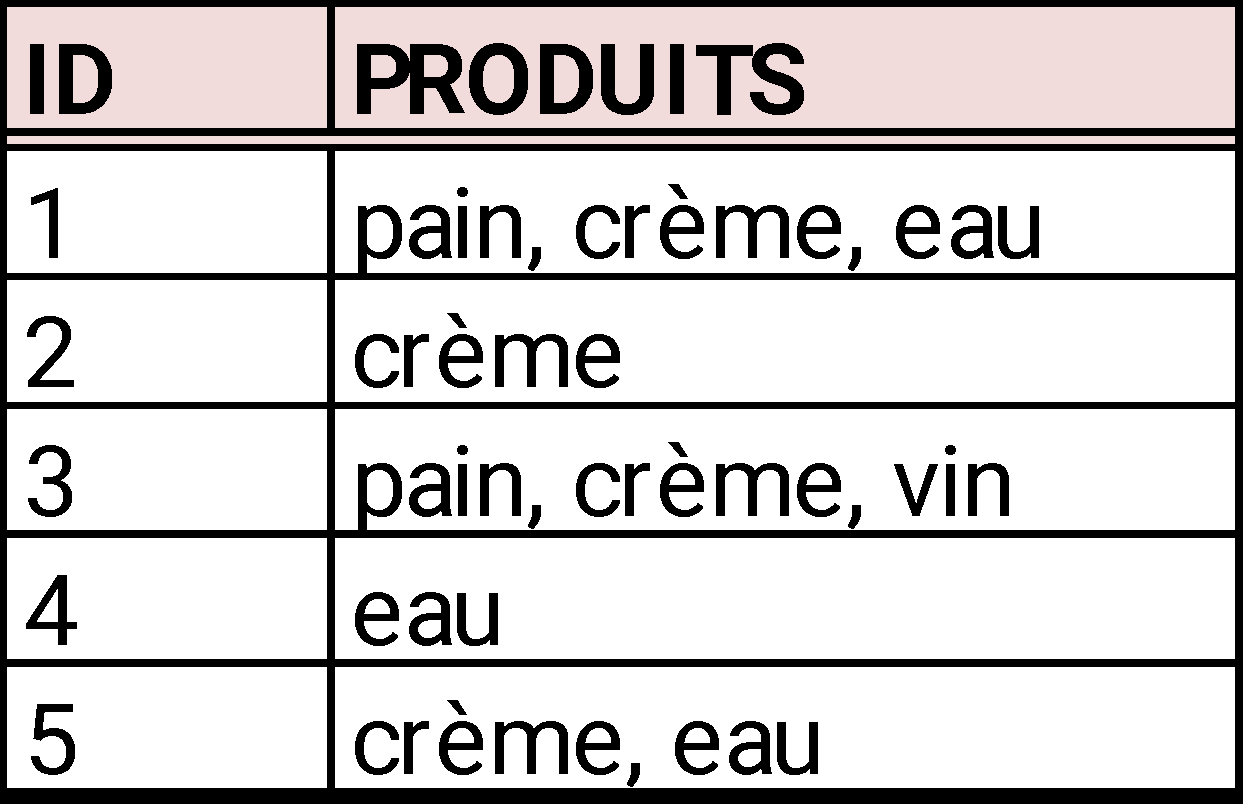 ID PRODUITS
1 pain, crème, eau
2 crème
3 pain, crème, vin
4 eau
5 crème, eau